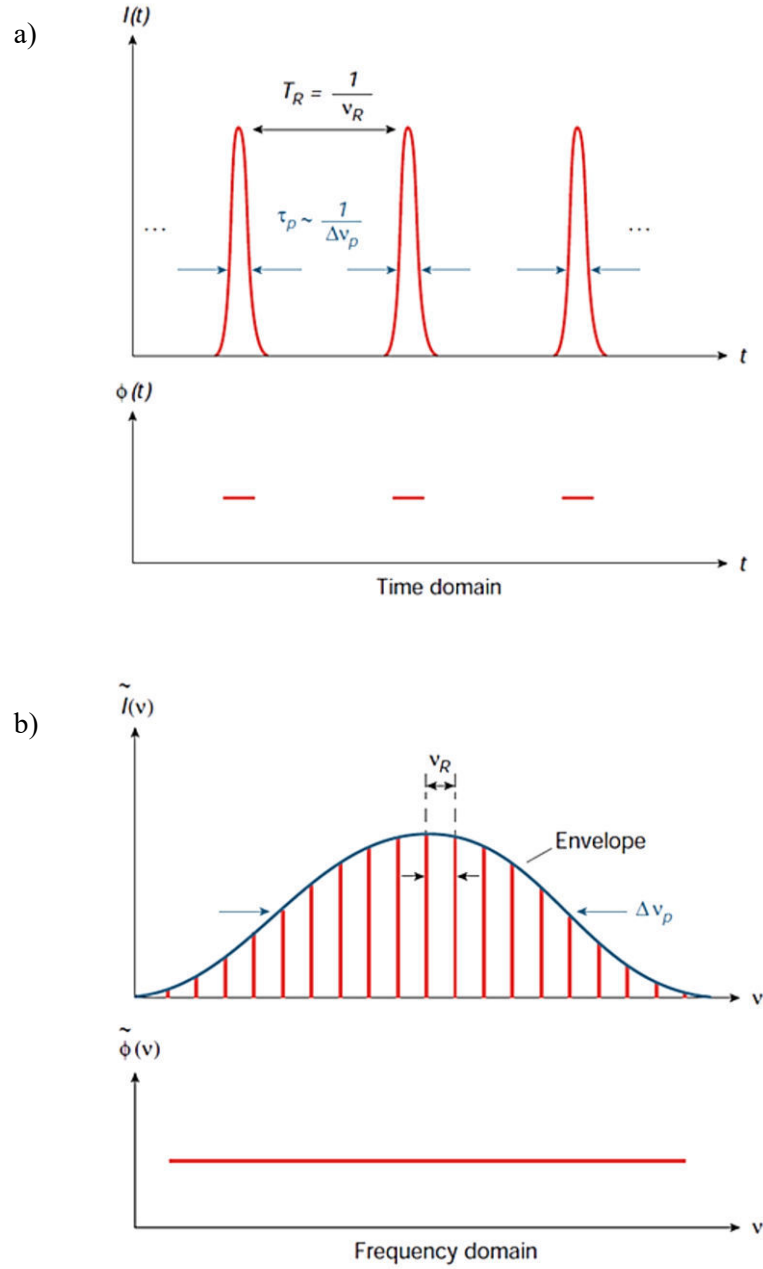 a)
I(t)
T_R = 1/ν_R
τ_p ~ 1/Δν_p
...
...
t
ϕ(t)
t
Time domain
b)
Ĩ(ν)
ν_R
Envelope
Δν_p
ν
ϕ̃(ν)
ν
Frequency domain